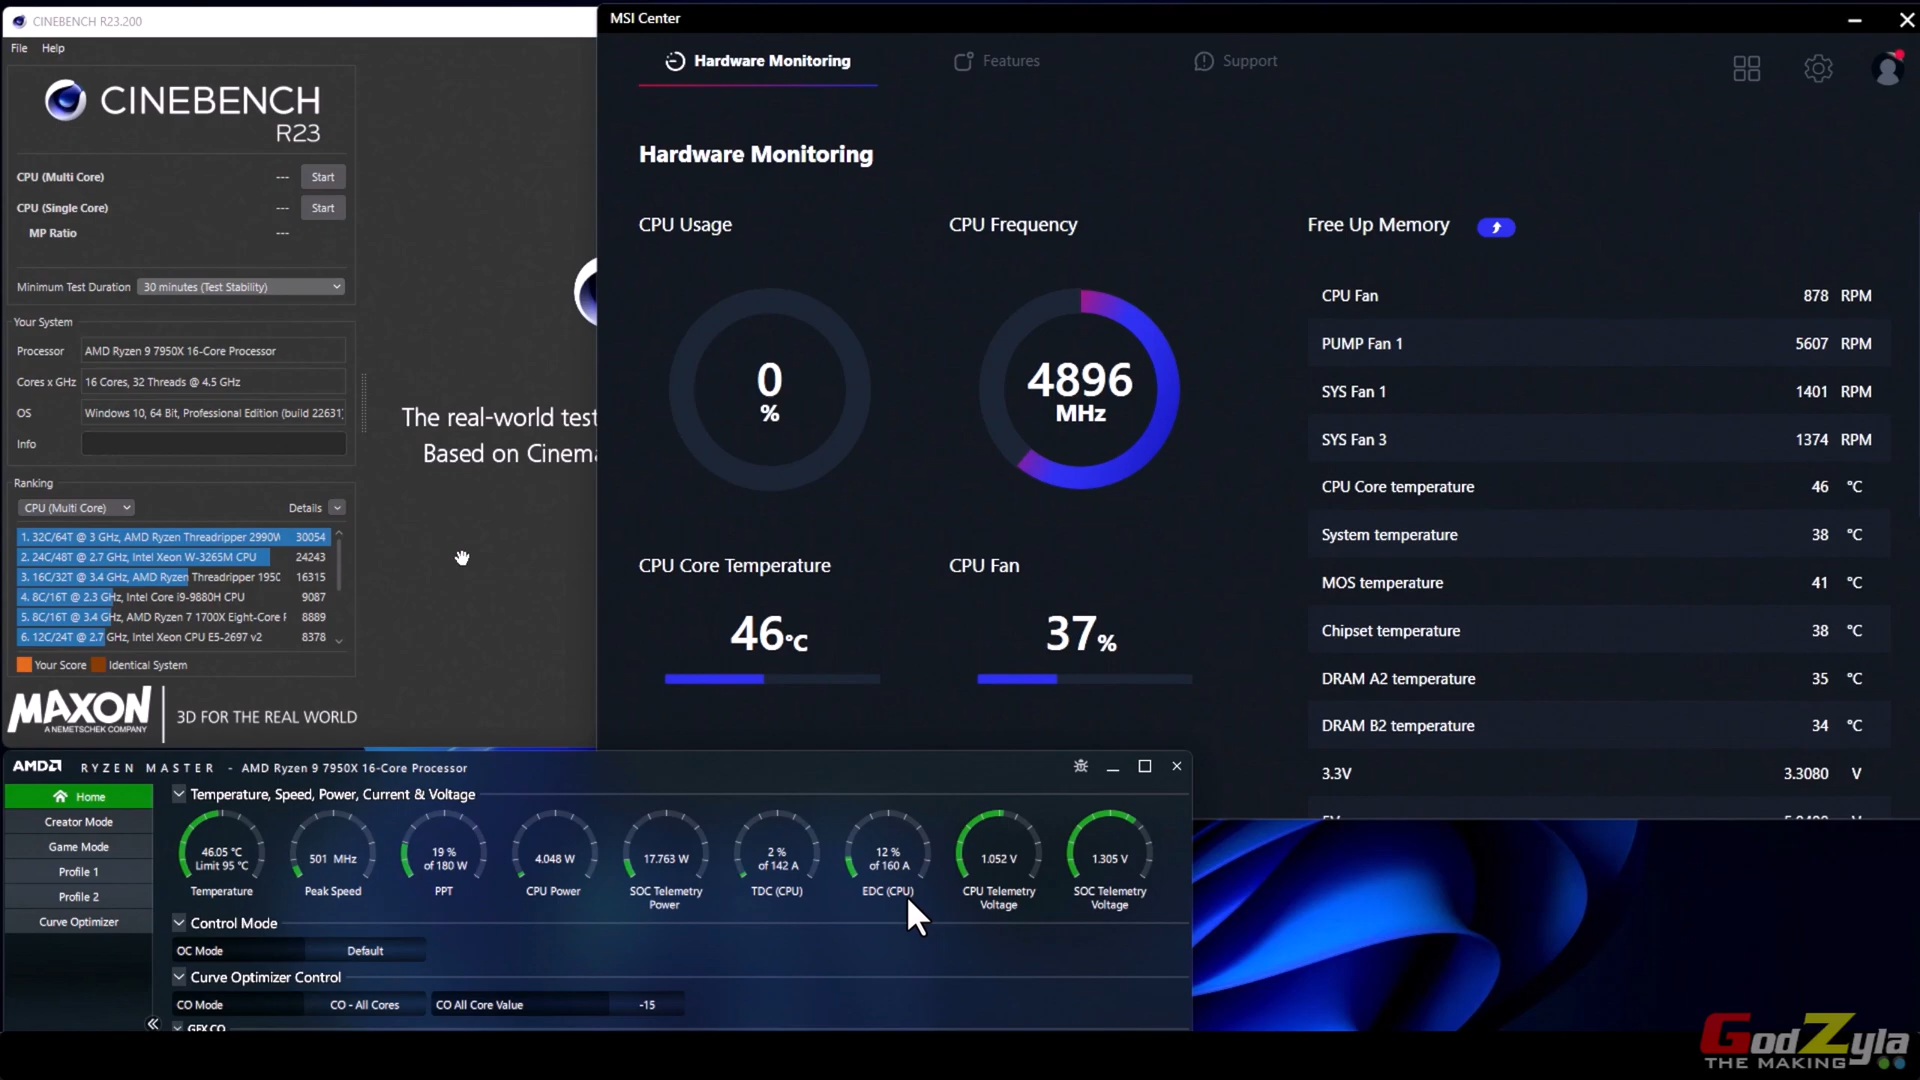 CINEBENCH R23.200
File Help
CINEBENCH
R23
CPU (Multi Core) --- Start
CPU (Single Core) --- Start
MP Ratio ---
Minimum Test Duration 30 minutes (Test Stability)
Your System
Processor AMD Ryzen 9 7950X 16-Core Processor
Cores x GHz 16 Cores, 32 Threads @ 4.5 GHz
OS Windows 10, 64 Bit, Professional Edition (build 22631
Info
Ranking
CPU (Multi Core) Details
1. 32C/64T @ 3 GHz, AMD Ryzen Threadripper 2990W 30054
2. 24C/48T @ 2.7 GHz, Intel Xeon W-3265M CPU 24243
3. 16C/32T @ 3.4 GHz, AMD Ryzen Threadripper 195C 16315
4. 8C/16T @ 2.3 GHz, Intel Core i9-9880H CPU 9087
5. 8C/16T @ 3.4 GHz, AMD Ryzen 7 1700X Eight-Core F 8889
6. 12C/24T @ 2.7 GHz, Intel Xeon CPU E5-2697 v2 8378
Your Score Identical System
MAXON
A NEMETSCHEK COMPANY
3D FOR THE REAL WORLD
The real-world test
Based on Cinema
MSI Center
Hardware Monitoring Features Support
Hardware Monitoring
CPU Usage
0
%
CPU Frequency
4896
MHz
CPU Core Temperature
46°C
CPU Fan
37%
Free Up Memory
CPU Fan 878 RPM
PUMP Fan 1 5607 RPM
SYS Fan 1 1401 RPM
SYS Fan 3 1374 RPM
CPU Core temperature 46 °C
System temperature 38 °C
MOS temperature 41 °C
Chipset temperature 38 °C
DRAM A2 temperature 35 °C
DRAM B2 temperature 34 °C
3.3V 3.3080 V
AMD RYZEN MASTER - AMD Ryzen 9 7950X 16-Core Processor
Home
Creator Mode
Game Mode
Profile 1
Profile 2
Curve Optimizer
Temperature, Speed, Power, Current & Voltage
46.05 °C
Limit 95 °C
Temperature
501 MHz
Peak Speed
19 %
of 180 W
PPT
4.048 W
CPU Power
17.763 W
SOC Telemetry
Power
2 %
of 142 A
TDC (CPU)
12 %
of 160 A
EDC (CPU)
1.052 V
CPU Telemetry
Voltage
1.305 V
SOC Telemetry
Voltage
Control Mode
OC Mode Default
Curve Optimizer Control
CO Mode CO - All Cores CO All Core Value -15
GFX CO
GodZyla
THE MAKING